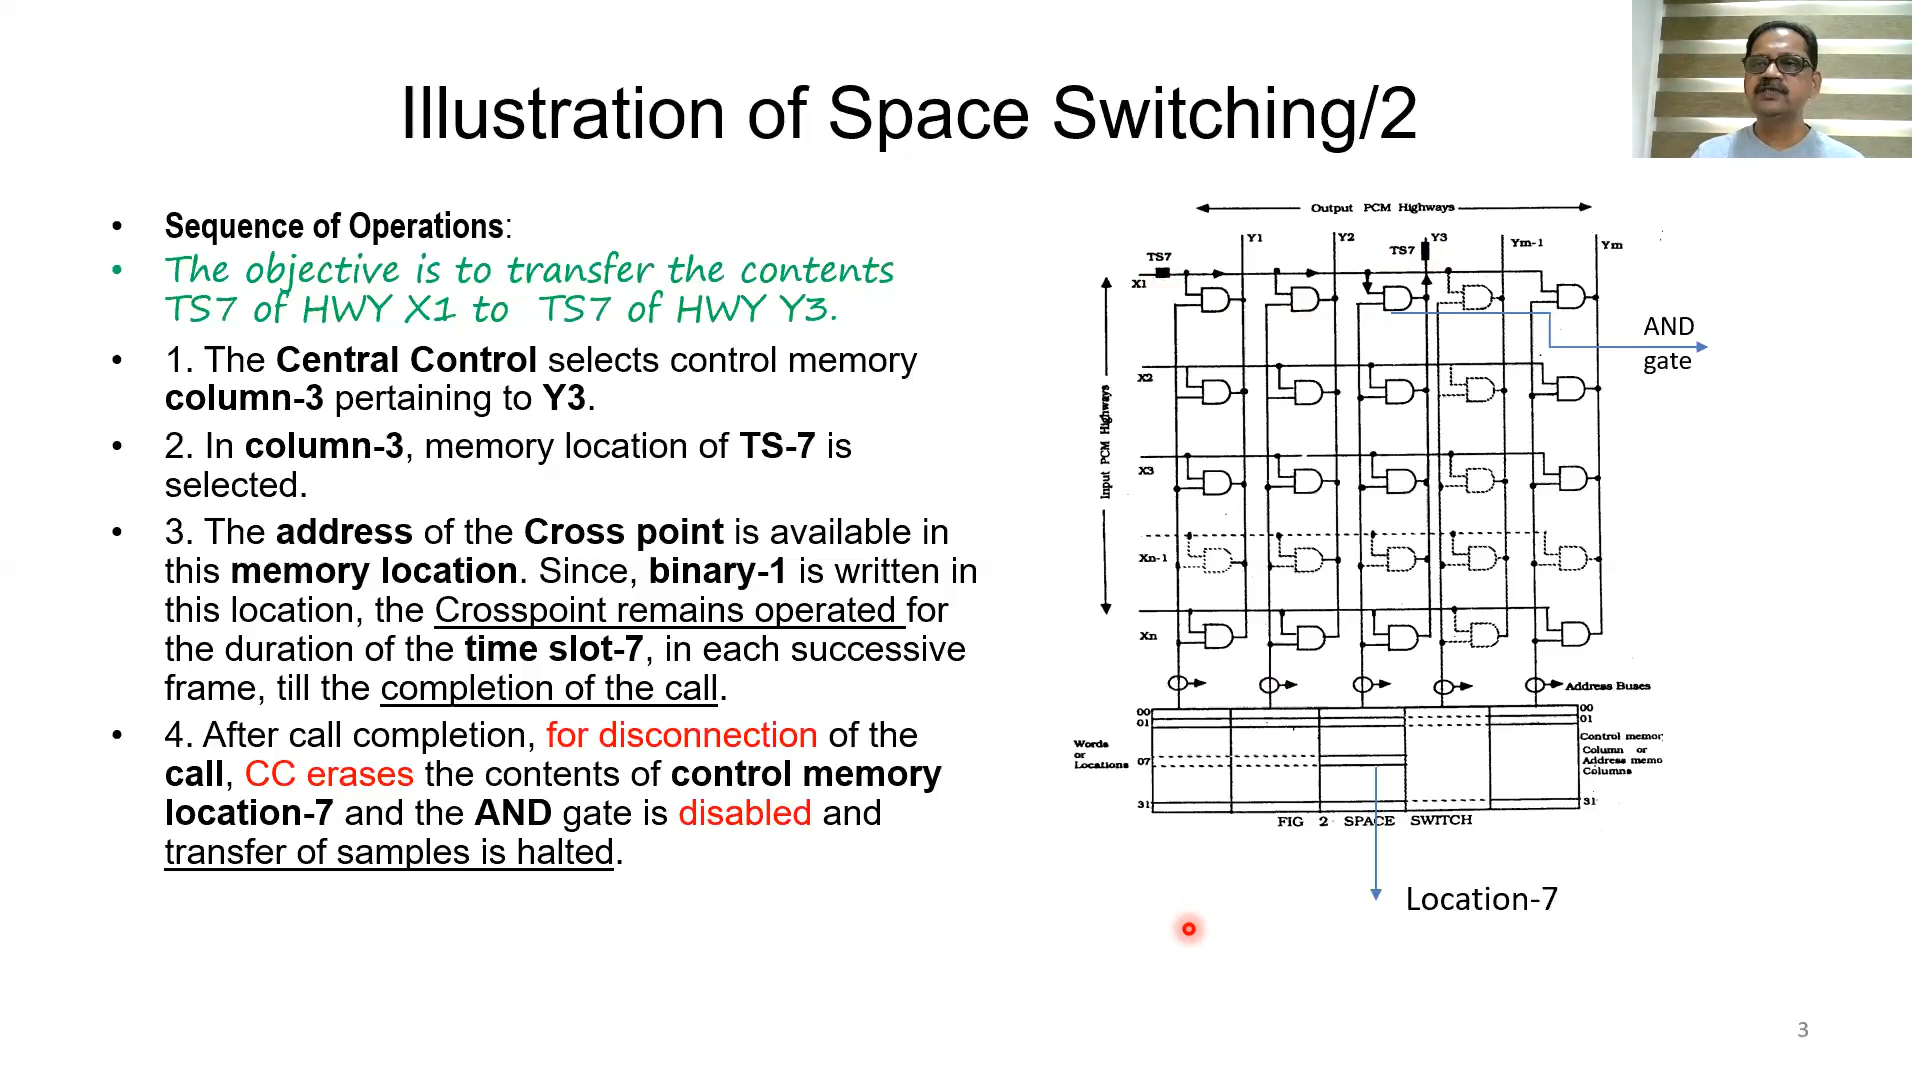 Illustration of Space Switching/2
• Sequence of Operations:
• The objective is to transfer the contents
TS7 of HWY X1 to TS7 of HWY Y3.
• 1. The Central Control selects control memory
column-3 pertaining to Y3.
• 2. In column-3, memory location of TS-7 is
selected.
• 3. The address of the Cross point is available in
this memory location. Since, binary-1 is written in
this location, the Crosspoint remains operated for
the duration of the time slot-7, in each successive
frame, till the completion of the call.
• 4. After call completion, for disconnection of the
call, CC erases the contents of control memory
location-7 and the AND gate is disabled and
transfer of samples is halted.
Output PCM Highways
Y1 Y2 Y3 Ym-1 Ym
TS7 TS7
X1
X2
X3
Xn-1
Xn
Input PCM Highways
AND
gate
Address Buses
00 00
01 01
Words
or
Locations 07
31 31
Control memor
Column or
Address memo
Columns
FIG 2 SPACE SWITCH
Location-7
3